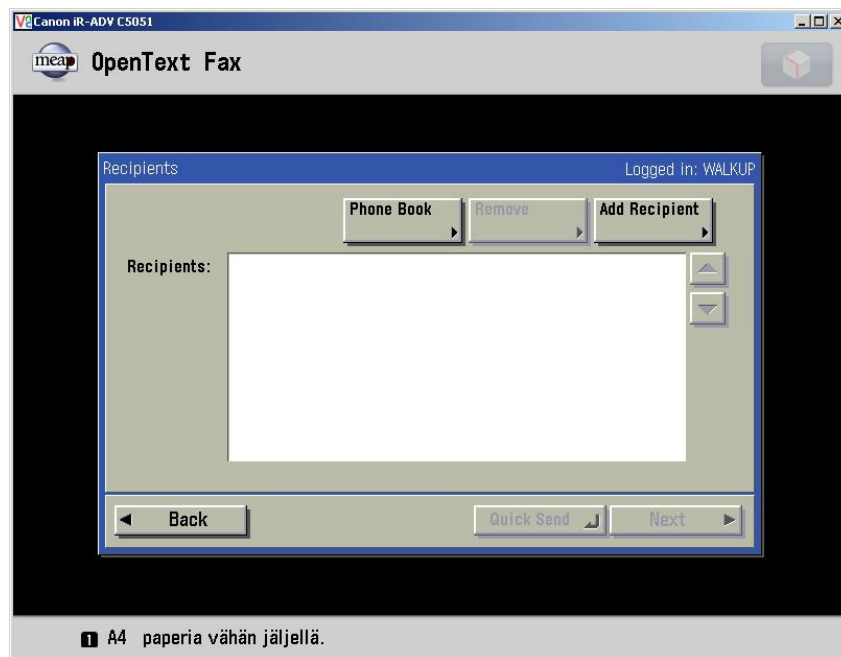 Canon iR-ADV C5051
meap OpenText Fax
Recipients Logged in: WALKUP
Phone Book Remove Add Recipient
Recipients:
Back Quick Send Next
1 A4 paperia vähän jäljellä.